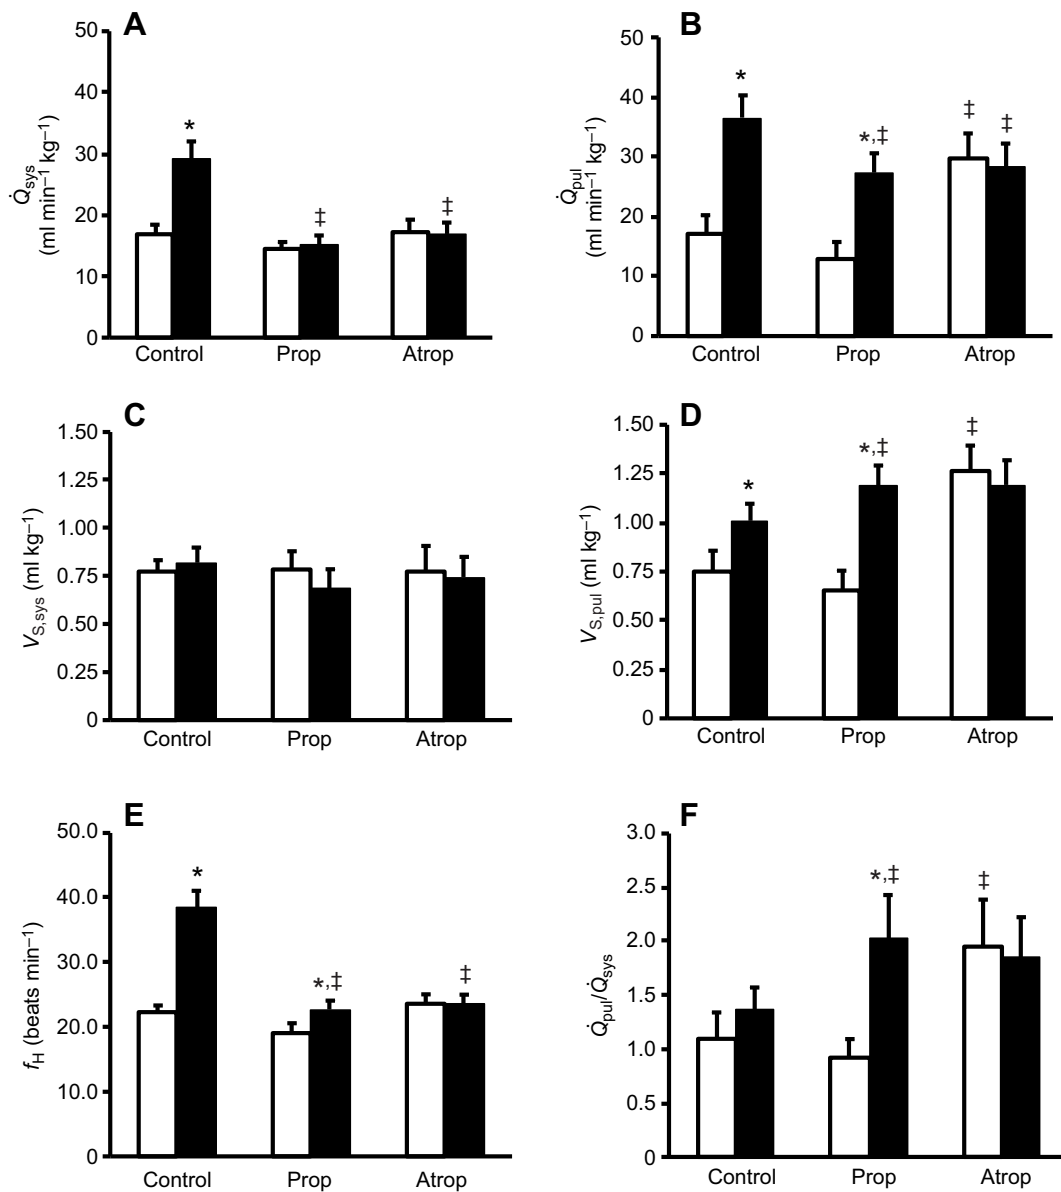 A
50
40
30
20
10
0
Q̇sys
(ml min–1 kg–1)
*
‡
‡
Control Prop Atrop
B
50
40
30
20
10
0
Q̇pul
(ml min–1 kg–1)
*
*,‡
‡
‡
Control Prop Atrop
C
1.50
1.25
1.00
0.75
0.50
0.25
0
VS,sys (ml kg–1)
Control Prop Atrop
D
1.50
1.25
1.00
0.75
0.50
0.25
0
VS,pul (ml kg–1)
*
*,‡
‡
Control Prop Atrop
E
50.0
40.0
30.0
20.0
10.0
0
fH (beats min–1)
*
*,‡
‡
Control Prop Atrop
F
3.0
2.5
2.0
1.5
1.0
0.5
0
Q̇pul/Q̇sys
*,‡
‡
Control Prop Atrop